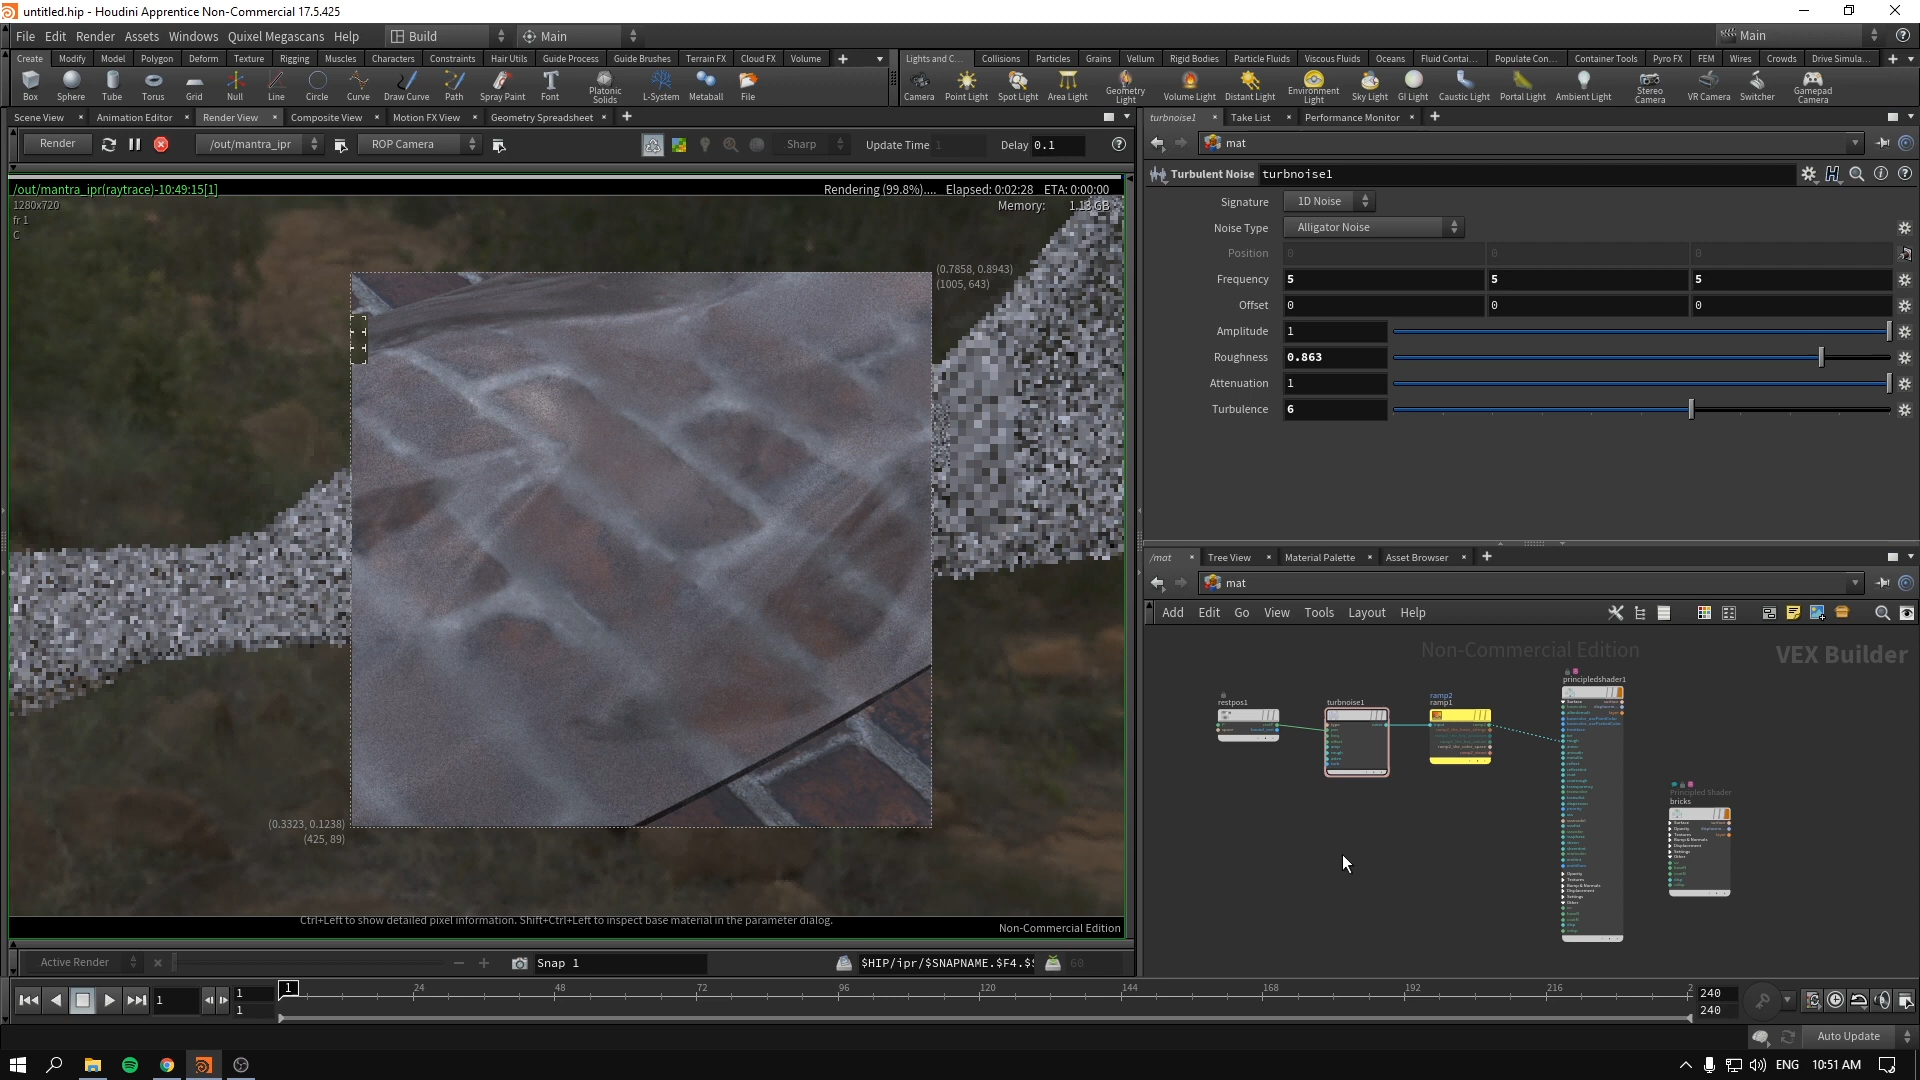 untitled.hip - Houdini Apprentice Non-Commercial 17.5.425
File Edit Render Assets Windows Quixel Megascans Help Build Main Main
Create Modify Model Polygon Deform Texture Rigging Muscles Characters Constraints Hair Utils Guide Process Guide Brushes Terrain FX Cloud FX Volume
Lights and C... Collisions Particles Grains Vellum Rigid Bodies Particle Fluids Viscous Fluids Oceans Fluid Contai... Populate Con... Container Tools Pyro FX FEM Wires Crowds Drive Simula...
Box Sphere Tube Torus Grid Null Line Circle Curve Draw Curve Path Spray Paint Font Platonic Solids L-System Metaball File
Camera Point Light Spot Light Area Light Geometry Light Volume Light Distant Light Environment Light Sky Light GI Light Caustic Light Portal Light Ambient Light Stereo Camera VR Camera Switcher Gamepad Camera
Scene View Animation Editor Render View Composite View Motion FX View Geometry Spreadsheet
turbnoise1 Take List Performance Monitor
Render /out/mantra_ipr ROP Camera Sharp Update Time 1 Delay 0.1
mat
Turbulent Noise turbnoise1
/out/mantra_ipr(raytrace)-10:49:15[1]
Rendering (99.8%).... Elapsed: 0:02:28 ETA: 0:00:00
1280x720
Memory: 1.13 GB
fr 1
C
(0.7858, 0.8943)
(1005, 643)
(0.3323, 0.1238)
(425, 89)
Ctrl+Left to show detailed pixel information. Shift+Ctrl+Left to inspect base material in the parameter dialog.
Non-Commercial Edition
Signature 1D Noise
Noise Type Alligator Noise
Position 0 0 0
Frequency 5 5 5
Offset 0 0 0
Amplitude 1
Roughness 0.863
Attenuation 1
Turbulence 6
/mat Tree View Material Palette Asset Browser
mat
Add Edit Go View Tools Layout Help
Non-Commercial Edition
VEX Builder
restpos1
turbnoise1
ramp2
ramp1
principledshader1
Principled Shader
bricks
Active Render Snap 1 $HIP/ipr/$SNAPNAME.$F4.$ 60
1 1 1 24 48 72 96 120 144 168 192 216 2 240
1 240
Auto Update
ENG 10:51 AM